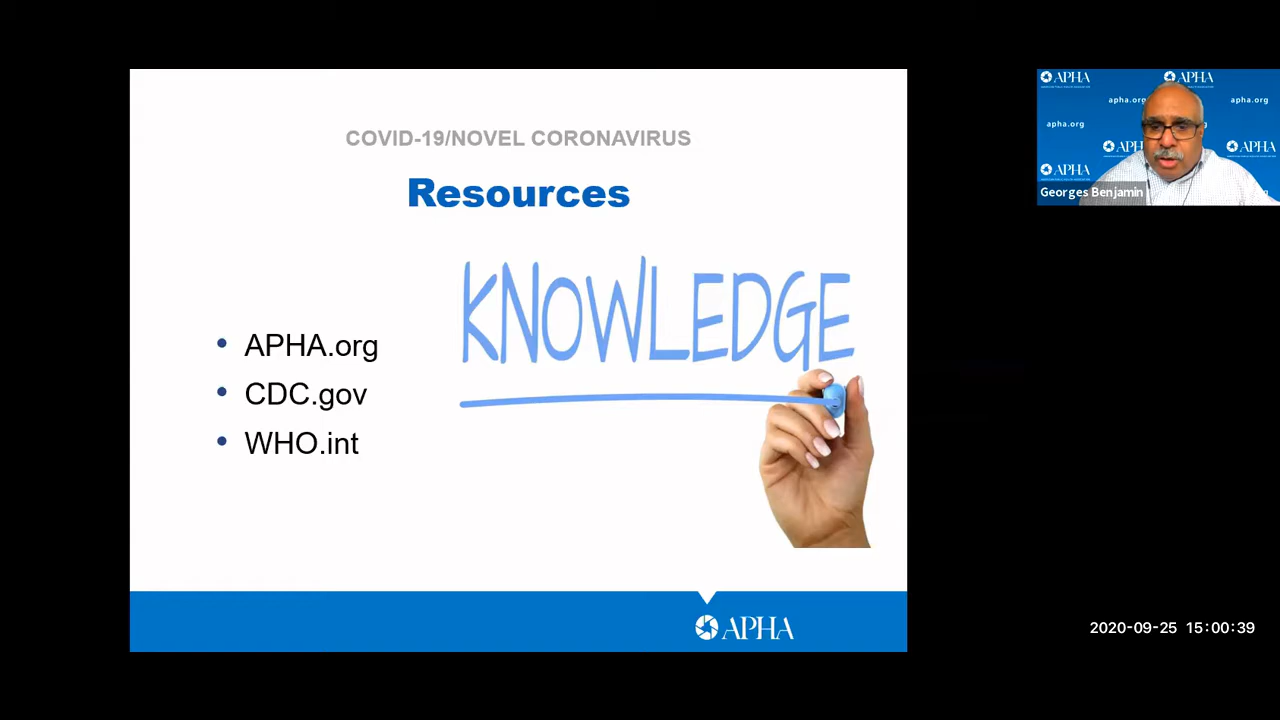 COVID-19/NOVEL CORONAVIRUS
Resources
KNOWLEDGE
• APHA.org
• CDC.gov
• WHO.int
APHA
APHA
APHA
apha.org
apha.org
apha.org
APHA
APHA
APHA
Georges Benjamin
2020-09-25 15:00:39